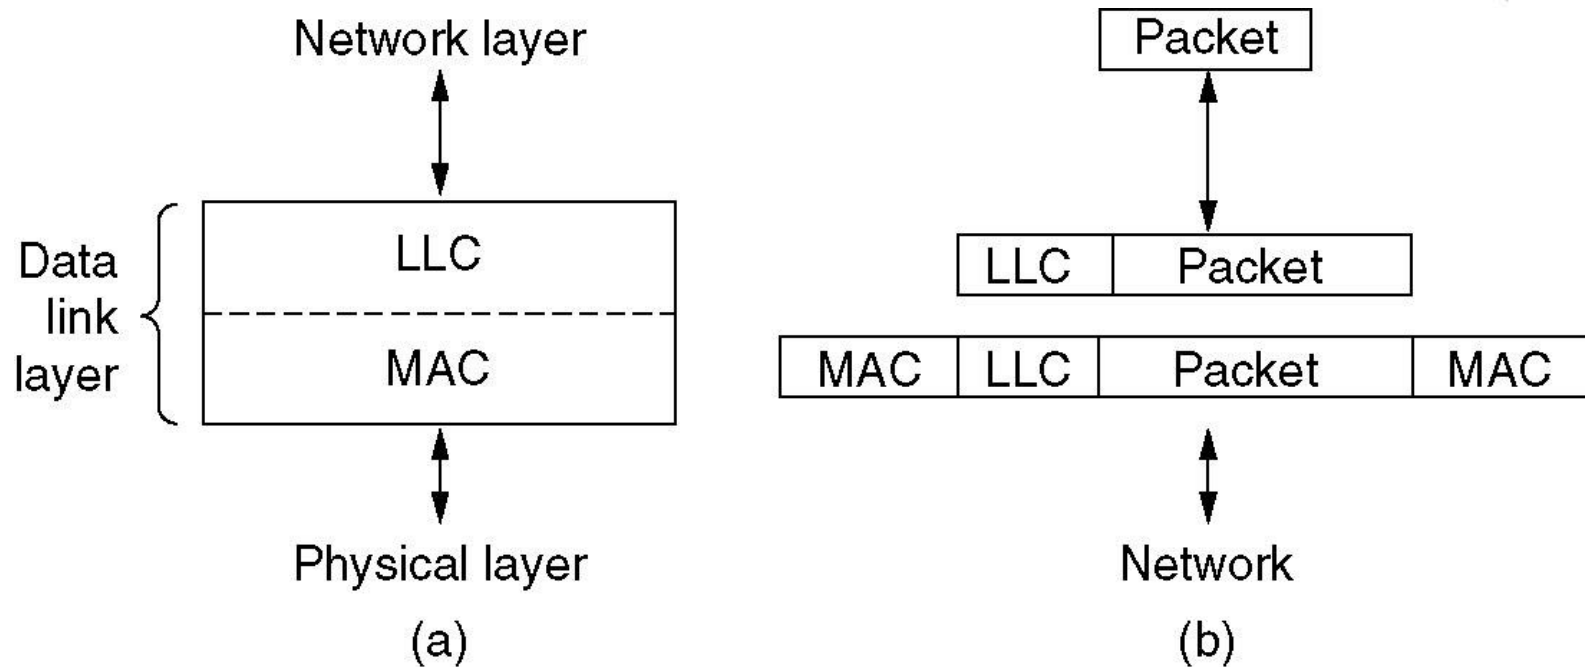 Network layer
Data
link
layer
LLC
MAC
Physical layer
(a)
Packet
LLC Packet
MAC LLC Packet MAC
Network
(b)